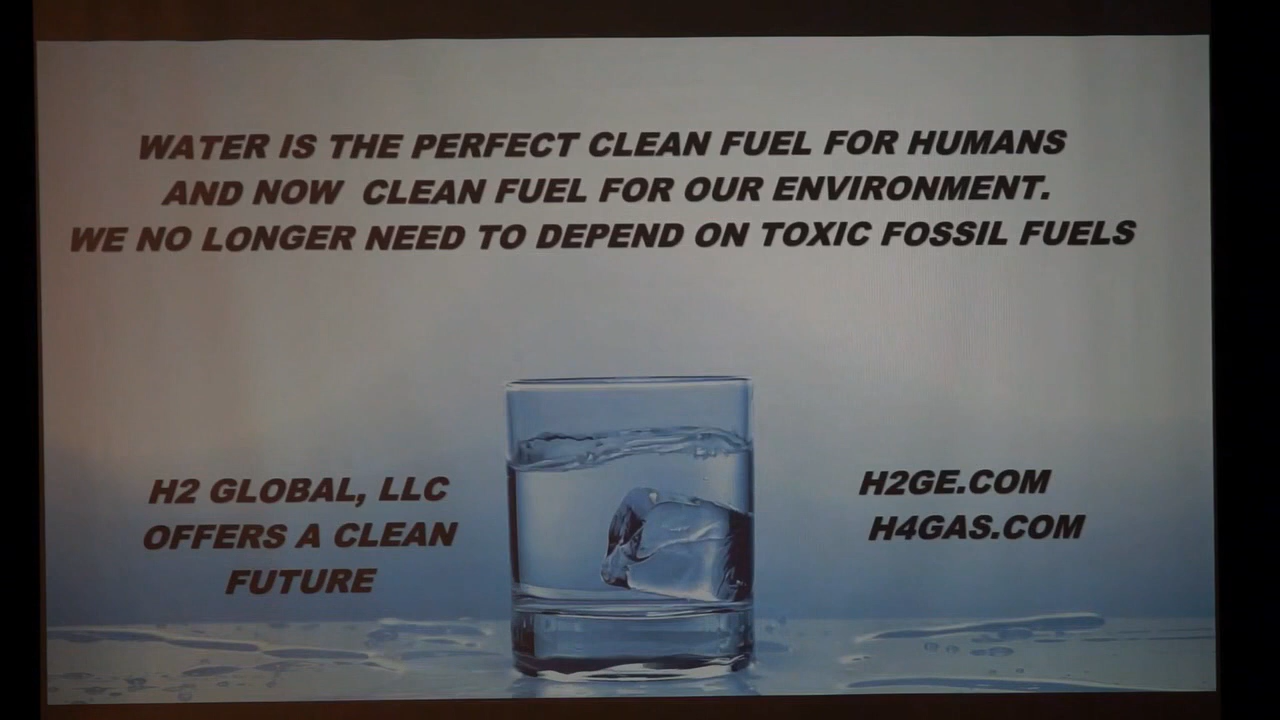 WATER IS THE PERFECT CLEAN FUEL FOR HUMANS
AND NOW CLEAN FUEL FOR OUR ENVIRONMENT.
WE NO LONGER NEED TO DEPEND ON TOXIC FOSSIL FUELS
H2 GLOBAL, LLC
OFFERS A CLEAN
FUTURE
H2GE.COM
H4GAS.COM